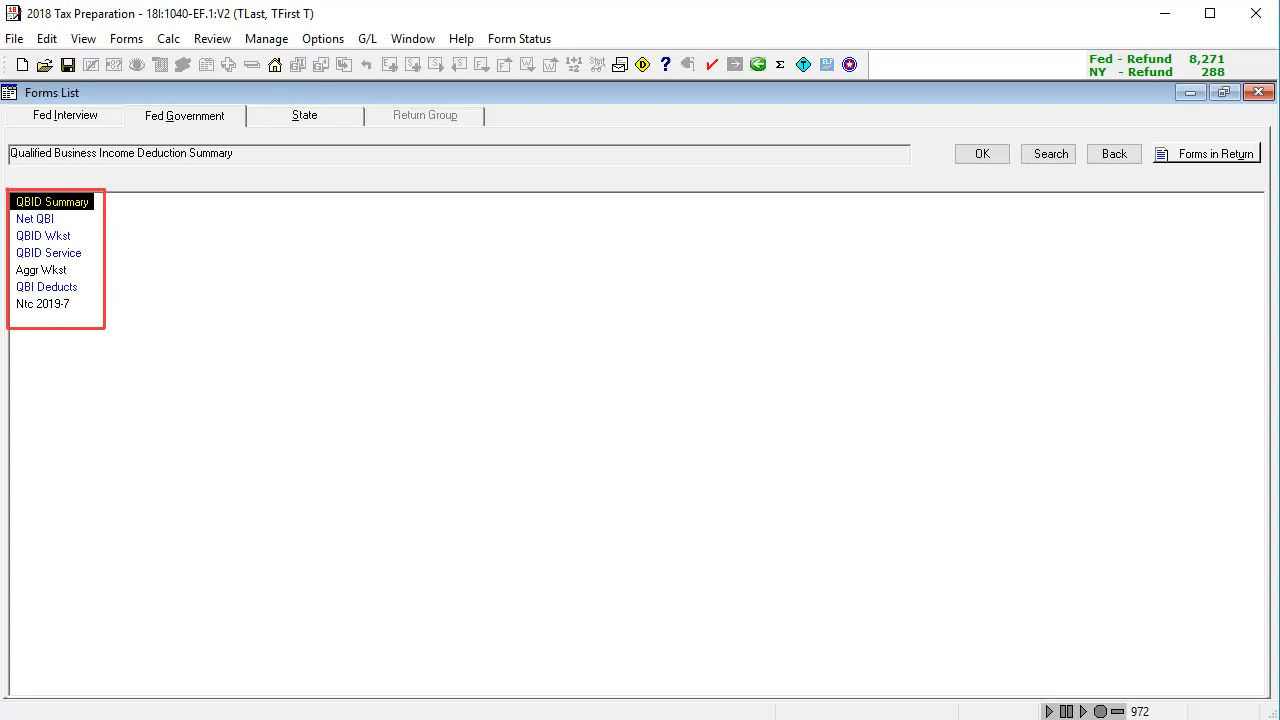 2018 Tax Preparation - 18I:1040-EF.1:V2 (TLast, TFirst T)
File Edit View Forms Calc Review Manage Options G/L Window Help Form Status
Fed - Refund 8,271
NY - Refund 288
Forms List
Fed Interview Fed Government State Return Group
Qualified Business Income Deduction Summary OK Search Back Forms in Return
QBID Summary
Net QBI
QBID Wkst
QBID Service
Aggr Wkst
QBI Deducts
Ntc 2019-7
972